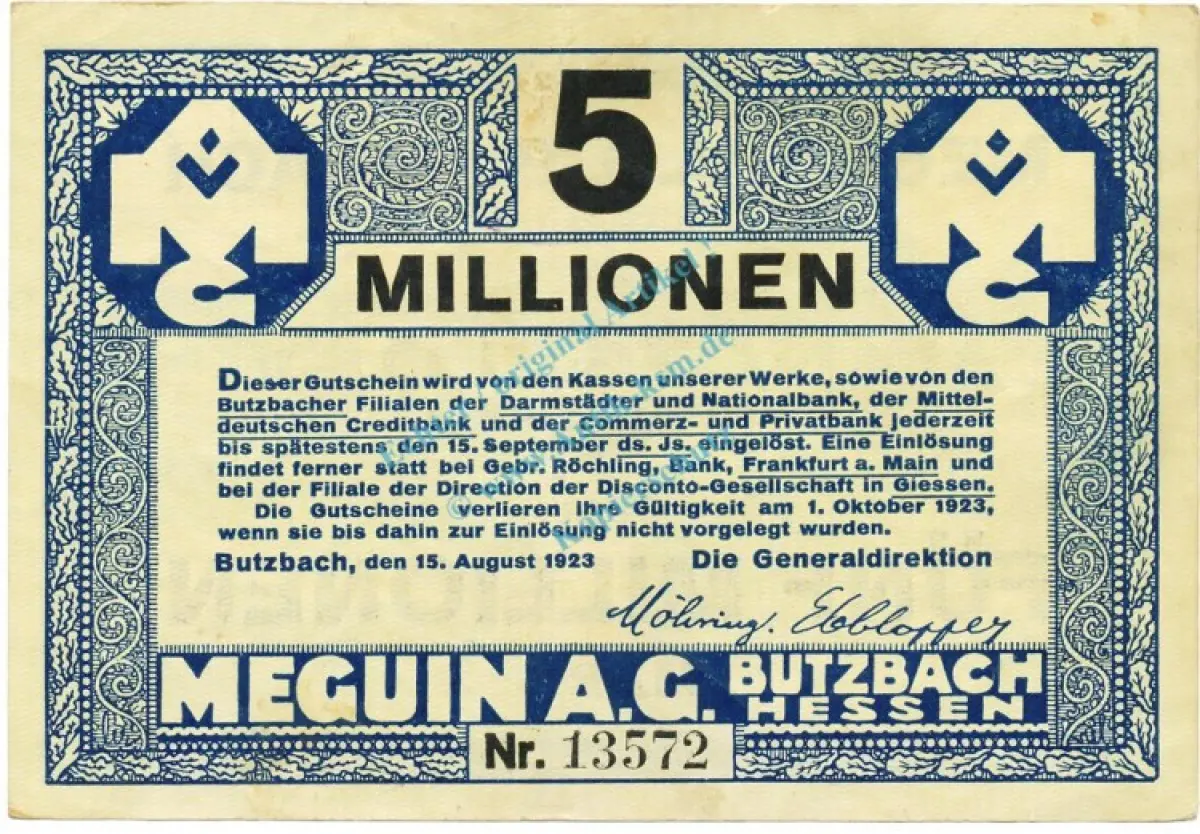 5
MILLIONEN
Dieser Gutschein wird von den Kassen unserer Werke, sowie von den
Butzbacher Filialen der Darmstädter und Nationalbank, der Mittel-
deutschen Creditbank und der Commerz- und Privatbank jederzeit
bis spätestens den 15. September ds. Js. eingelöst. Eine Einlösung
findet ferner statt bei Gebr. Röchling, Bank, Frankfurt a. Main und
bei der Filiale der Direction der Disconto-Gesellschaft in Giessen.
Die Gutscheine verlieren ihre Gültigkeit am 1. Oktober 1923,
wenn sie bis dahin zur Einlösung nicht vorgelegt wurden.
Butzbach, den 15. August 1923 Die Generaldirektion
Möhring.
MEGUIN A.G. BUTZBACH
HESSEN
Nr. 13572